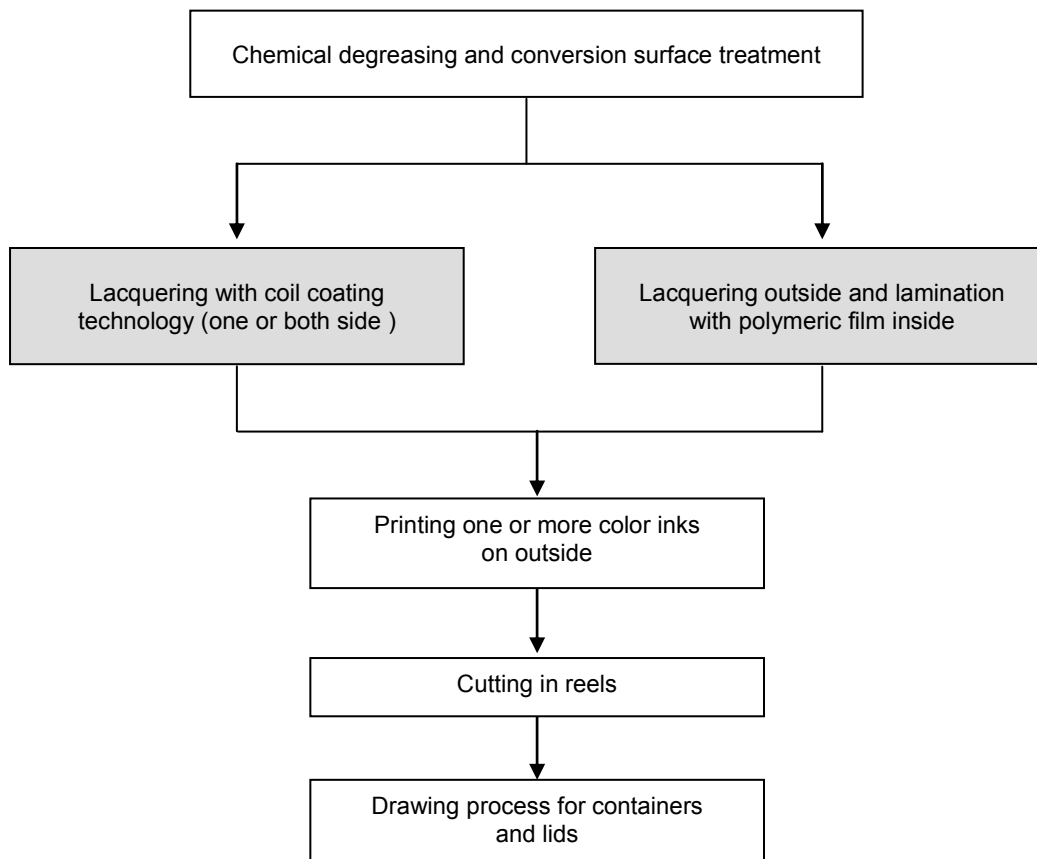 Chemical degreasing and conversion surface treatment
Lacquering with coil coating
technology (one or both side )
Lacquering outside and lamination
with polymeric film inside
Printing one or more color inks
on outside
Cutting in reels
Drawing process for containers
and lids